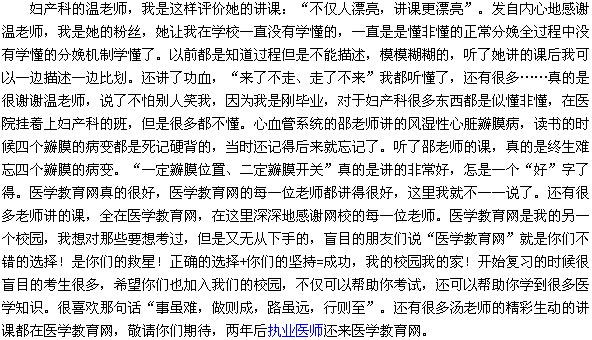 妇产科的温老师，我是这样评价她的讲课：“不仅人漂亮，讲课更漂亮”。发自内心地感谢
温老师，我是她的粉丝，她让我在学校一直没有学懂的，一直是是懂非懂的正常分娩全过程中没
有学懂的分娩机制学懂了。以前都是知道过程但是不能描述，模模糊糊的，听了她讲的课后我可
以一边描述一边比划。还讲了功血，“来了不走、走了不来”我都听懂了，还有很多……真的是
很谢谢温老师，说了不怕别人笑我，因为我是刚毕业，对于妇产科很多东西都是似懂非懂，在医
院挂着上妇产科的班，但是很多都不懂。心血管系统的邵老师讲的风湿性心脏瓣膜病，读书的时
候四个瓣膜的病变都是死记硬背的，当时还记得后来就忘记了。听了邵老师的课，真的是终生难
忘四个瓣膜的病变。“一定瓣膜位置、二定瓣膜开关”真的是讲的非常好，怎是一个“好”字了
得。医学教育网真的很好，医学教育网的每一位老师都讲得很好，这里我就不一一说了。还有很
多老师讲的课，全在医学教育网，在这里深深地感谢网校的每一位老师。医学教育网是我的另一
个校园，我想对那些要想考过，但是又无从下手的，盲目的朋友们说“医学教育网”就是你们不
错的选择！是你们的救星！正确的选择+你们的坚持=成功，我的校园我的家！开始复习的时候很
盲目的考生很多，希望你们也加入我们的校园，不仅可以帮助你考试，还可以帮助你学到很多医
学知识。很喜欢那句话“事虽难，做则成，路虽远，行则至”。还有很多汤老师的精彩生动的讲
课都在医学教育网，敬请你们期待，两年后执业医师还来医学教育网。